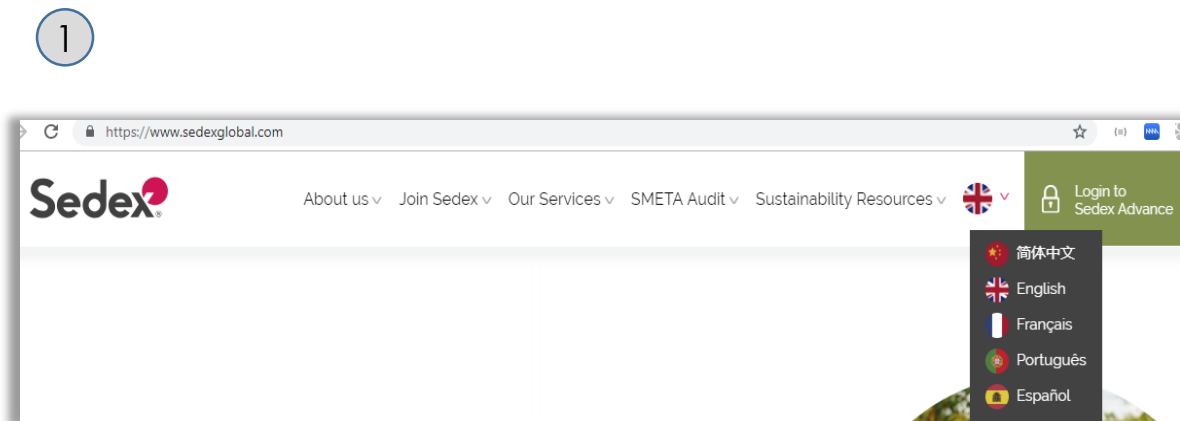 1
https://www.sedexglobal.com
Sedex
About us Join Sedex Our Services SMETA Audit Sustainability Resources
Login to
Sedex Advance
简体中文
English
Français
Português
Español